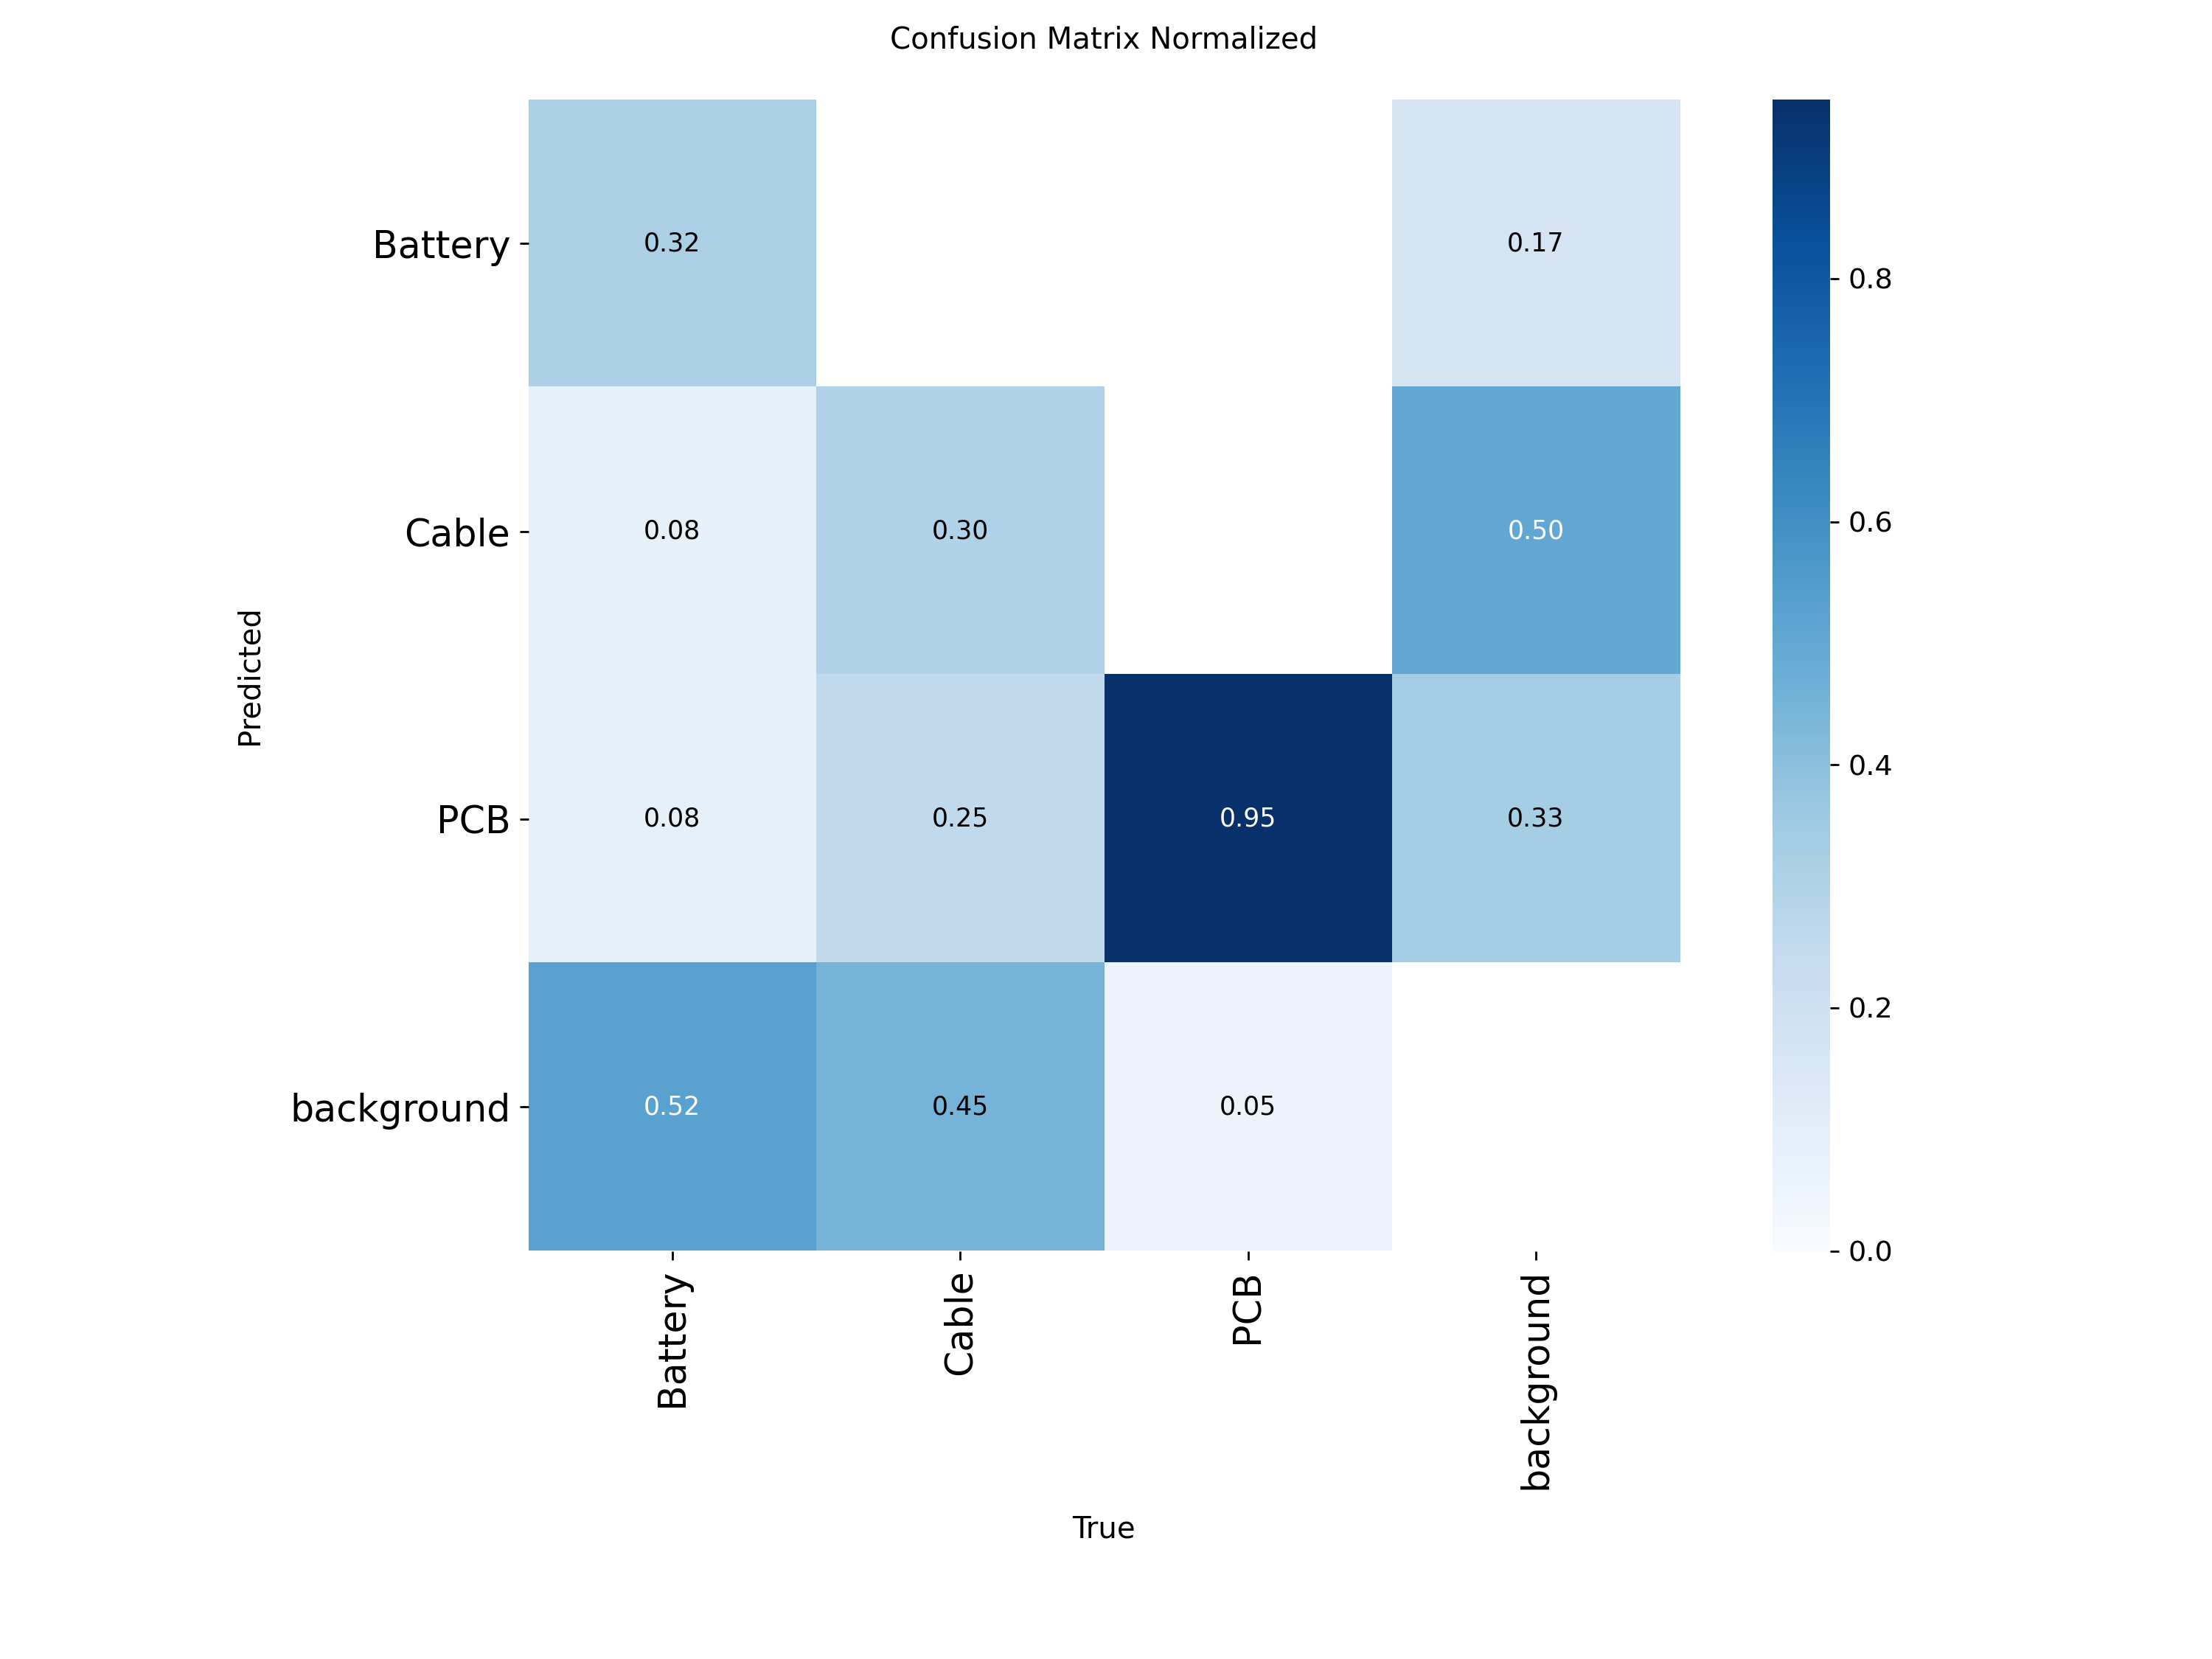 Confusion Matrix Normalized
Battery
0.32
0.17
0.8
Cable
0.08
0.30
0.50
0.6
Predicted
0.4
PCB
0.08
0.25
0.95
0.33
0.2
background
0.52
0.45
0.05
0.0
Battery
Cable
PCB
background
True